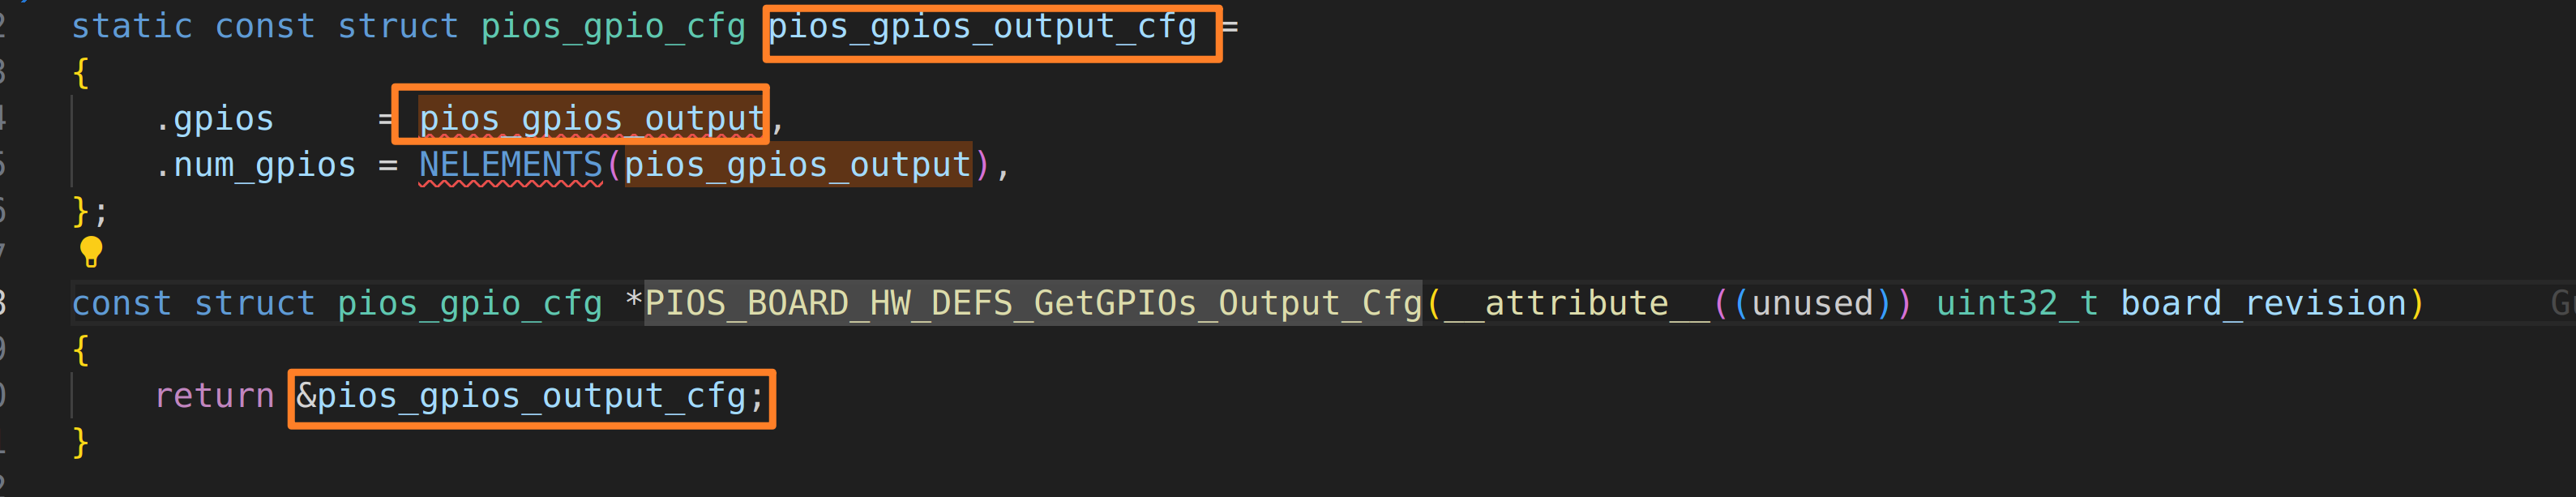 static const struct pios_gpio_cfg pios_gpios_output_cfg =
{
    .gpios     = pios_gpios_output,
    .num_gpios = NELEMENTS(pios_gpios_output),
};
const struct pios_gpio_cfg *PIOS_BOARD_HW_DEFS_GetGPIOs_Output_Cfg(__attribute__((unused)) uint32_t board_revision)
{
    return &pios_gpios_output_cfg;
}